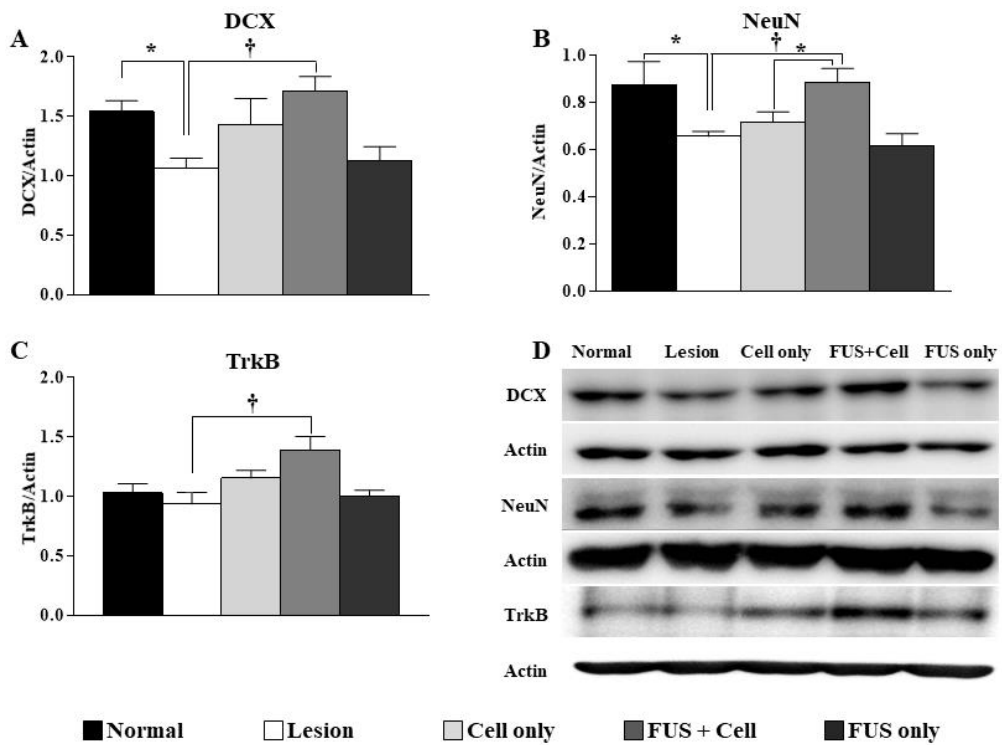 A
DCX
* †
2.0
1.5
1.0
0.5
0.0
DCX/Actin
B
NeuN
* † *
1.0
0.8
0.6
0.4
0.2
0.0
NeuN/Actin
C
TrkB
†
2.0
1.5
1.0
0.5
0.0
TrkB/Actin
D Normal Lesion Cell only FUS+Cell FUS only
DCX
Actin
NeuN
Actin
TrkB
Actin
Normal Lesion Cell only FUS + Cell FUS only